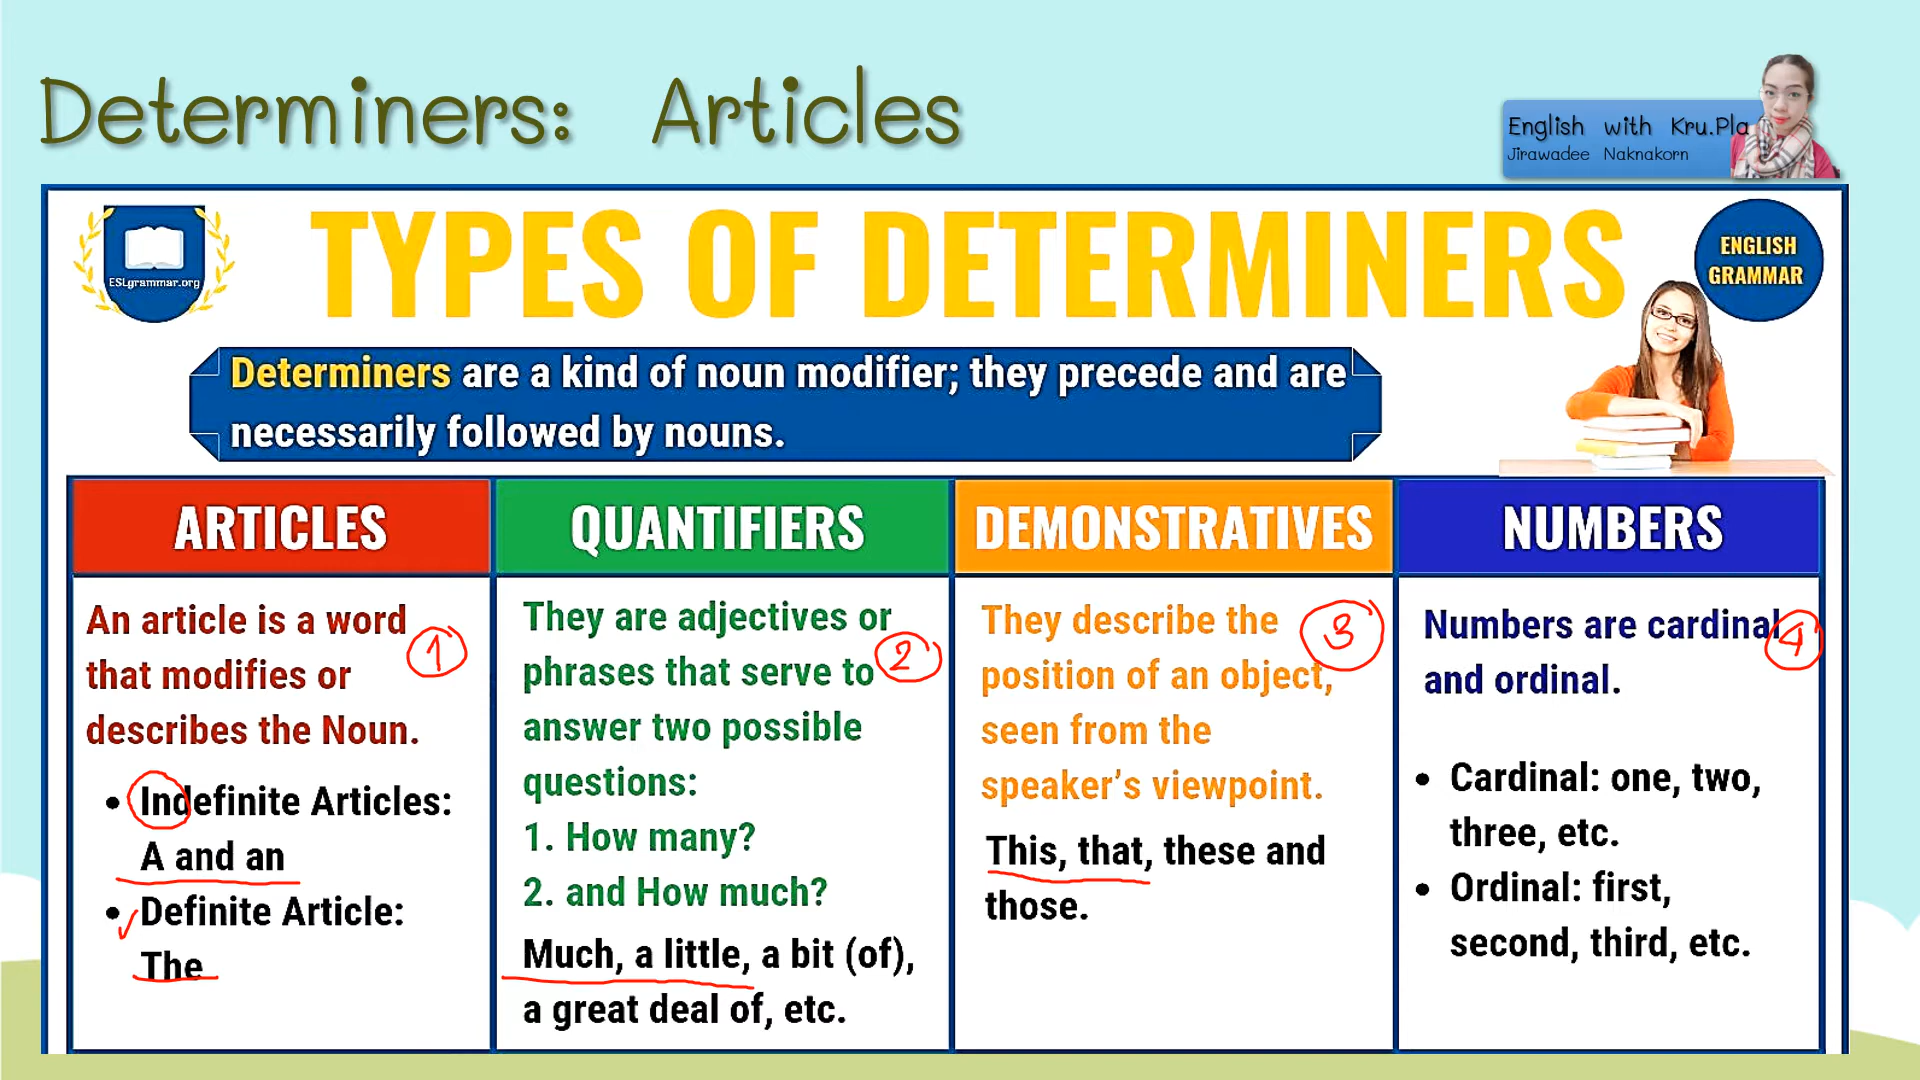 Determiners: Articles
English with Kru.Pla
Jirawadee Naknakorn
ESLgrammar.org
TYPES OF DETERMINERS
ENGLISH
GRAMMAR
Determiners are a kind of noun modifier; they precede and are
necessarily followed by nouns.
ARTICLES
An article is a word
that modifies or
describes the Noun.
1
• Indefinite Articles:
A and an
• Definite Article:
The
QUANTIFIERS
They are adjectives or
phrases that serve to
answer two possible
questions:
2
1. How many?
2. and How much?
Much, a little, a bit (of),
a great deal of, etc.
DEMONSTRATIVES
They describe the
position of an object,
seen from the
speaker's viewpoint.
3
This, that, these and
those.
NUMBERS
Numbers are cardinal
and ordinal.
4
• Cardinal: one, two,
three, etc.
• Ordinal: first,
second, third, etc.